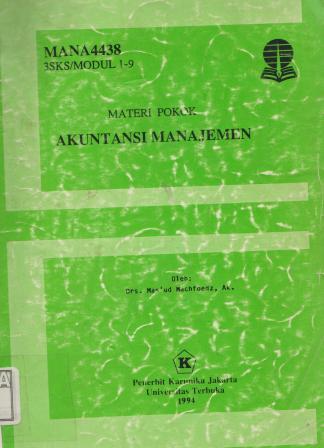 MANA4438
3SKS/MODUL 1-9
MATERI POKOK
AKUNTANSI MANAJEMEN
Oleh:
Drs. Mas'ud Machfoedz, Ak.
K
Penerbit Karunika Jakarta
Universitas Terbuka
1994
A